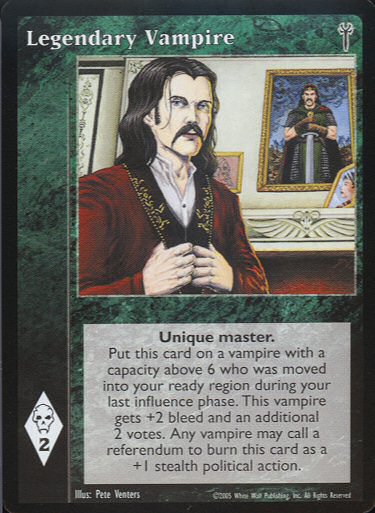 Legendary Vampire
Unique master.
Put this card on a vampire with a
capacity above 6 who was moved
into your ready region during your
last influence phase. This vampire
gets +2 bleed and an additional
2 votes. Any vampire may call a
referendum to burn this card as a
+1 stealth political action.
2
Illus: Pete Venters
©2005 White Wolf Publishing, Inc. All Rights Reserved